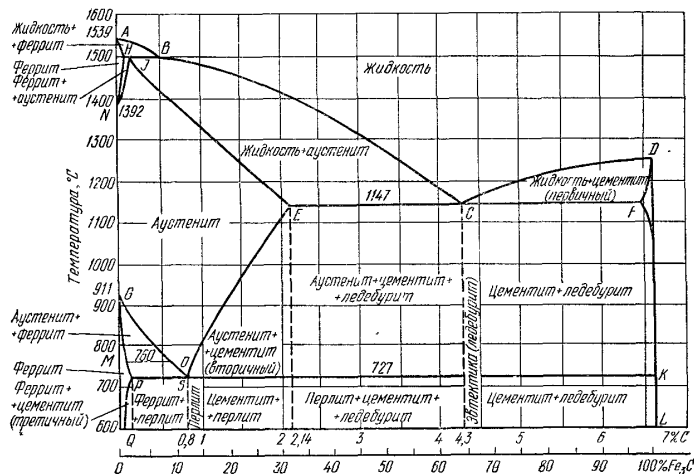 1600
1539
A
Жидкость+
+феррит
H
B
1500
Феррит
J
Жидкость
Феррит+
+аустенит
1400
N
1392
1300
D
Жидкость+аустенит
1200
Жидкость+цементит
(первичный)
1147
E
C
F
1100
Температура, °С
Аустенит
1000
Аустенит+цементит+
+ледебурит
Цементит+ледебурит
G
911
900
Аустенит+
+феррит
Аустенит+
+цементит
(вторичный)
800
M
760
O
727
Эвтектика (ледебурит)
Феррит
P
S
K
700
Феррит+
+цементит
(третичный)
Феррит+
+перлит
Перлит
Цементит+
+перлит
Перлит+цементит+
+ледебурит
Цементит+ледебурит
600
L
Q 0,8 1 2 2,14 3 4 4,3 5 6 7%С
0 10 20 30 40 50 60 70 80 90 100%Fe₃C